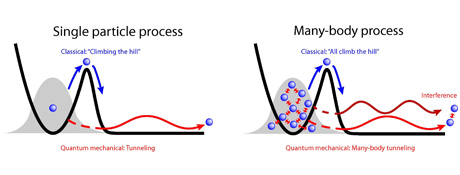 Single particle process
Classical: "Climbing the hill"
Quantum mechanical: Tunneling
Many-body process
Classical: "All climb the hill"
Interference
Quantum mechanical: Many-body tunneling